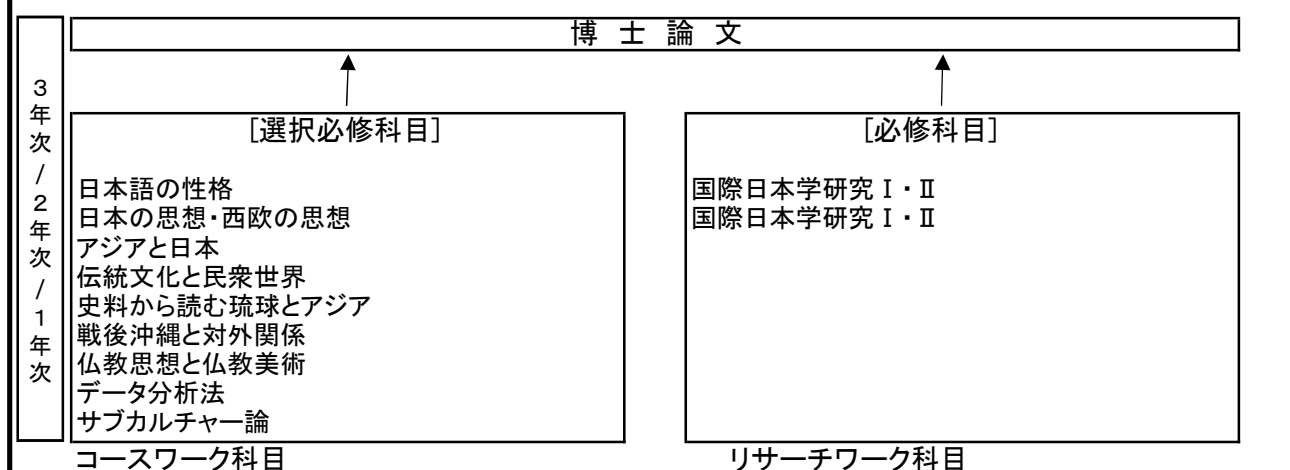 博 士 論 文
3年次/2年次/1年次
[選択必修科目]
日本語の性格
日本の思想・西欧の思想
アジアと日本
伝統文化と民衆世界
史料から読む琉球とアジア
戦後沖縄と対外関係
仏教思想と仏教美術
データ分析法
サブカルチャー論
コースワーク科目
[必修科目]
国際日本学研究Ⅰ・Ⅱ
国際日本学研究Ⅰ・Ⅱ
リサーチワーク科目